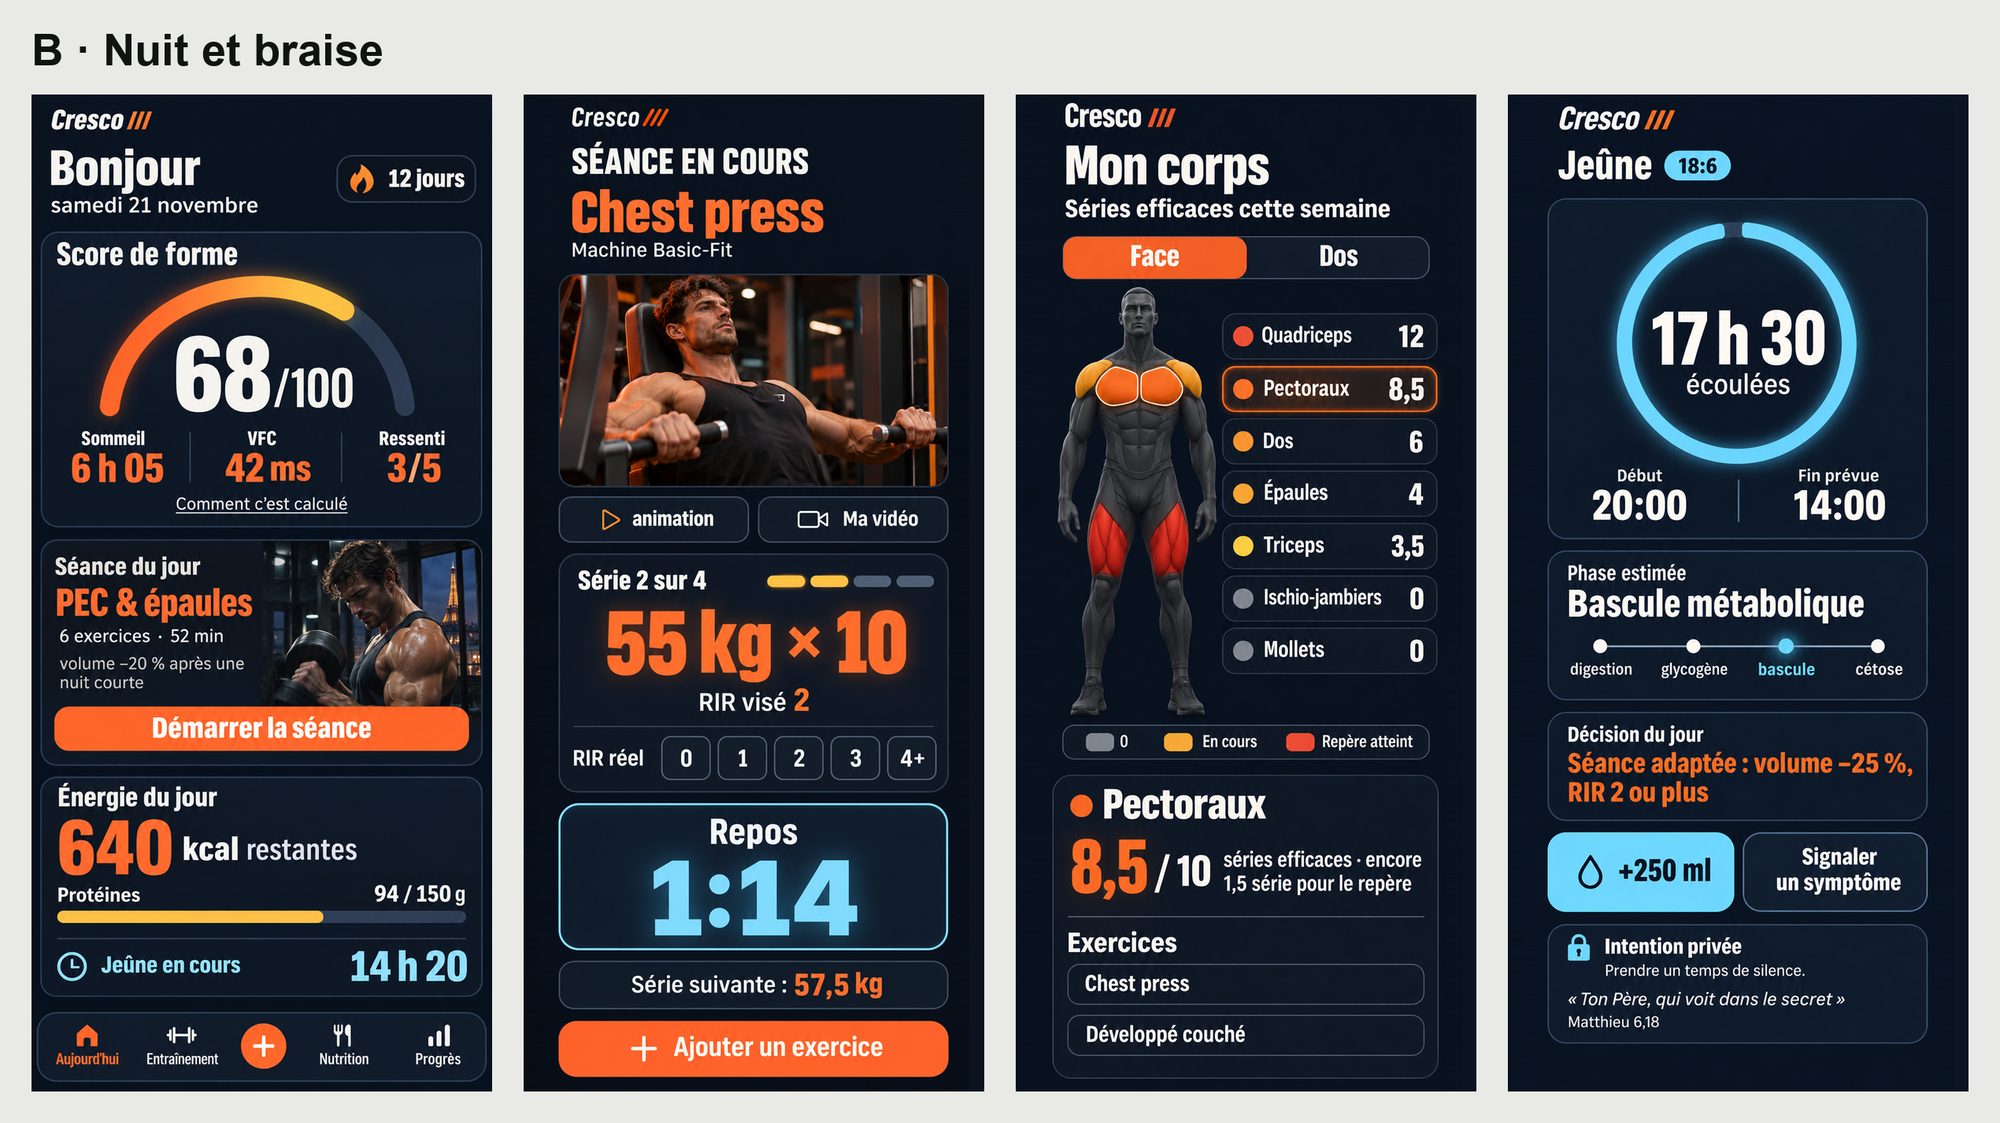 B · Nuit et braise
Cresco
Bonjour
samedi 21 novembre
12 jours
Score de forme
68/100
Sommeil
6 h 05
VFC
42 ms
Ressenti
3/5
Comment c'est calculé
Séance du jour
PEC & épaules
6 exercices · 52 min
volume −20 % après une
nuit courte
Démarrer la séance
Énergie du jour
640 kcal restantes
Protéines
94 / 150 g
Jeûne en cours
14 h 20
Aujourd'hui
Entraînement
Nutrition
Progrès
Cresco
SÉANCE EN COURS
Chest press
Machine Basic-Fit
animation
Ma vidéo
Série 2 sur 4
55 kg × 10
RIR visé 2
RIR réel
0
1
2
3
4+
Repos
1:14
Série suivante : 57,5 kg
+ Ajouter un exercice
Cresco
Mon corps
Séries efficaces cette semaine
Face
Dos
Quadriceps 12
Pectoraux 8,5
Dos 6
Épaules 4
Triceps 3,5
Ischio-jambiers 0
Mollets 0
0
En cours
Repère atteint
Pectoraux
8,5 / 10
séries efficaces · encore
1,5 série pour le repère
Exercices
Chest press
Développé couché
Cresco
Jeûne
18:6
17 h 30
écoulées
Début
20:00
Fin prévue
14:00
Phase estimée
Bascule métabolique
digestion
glycogène
bascule
cétose
Décision du jour
Séance adaptée : volume −25 %,
RIR 2 ou plus
+250 ml
Signaler
un symptôme
Intention privée
Prendre un temps de silence.
« Ton Père, qui voit dans le secret »
Matthieu 6,18